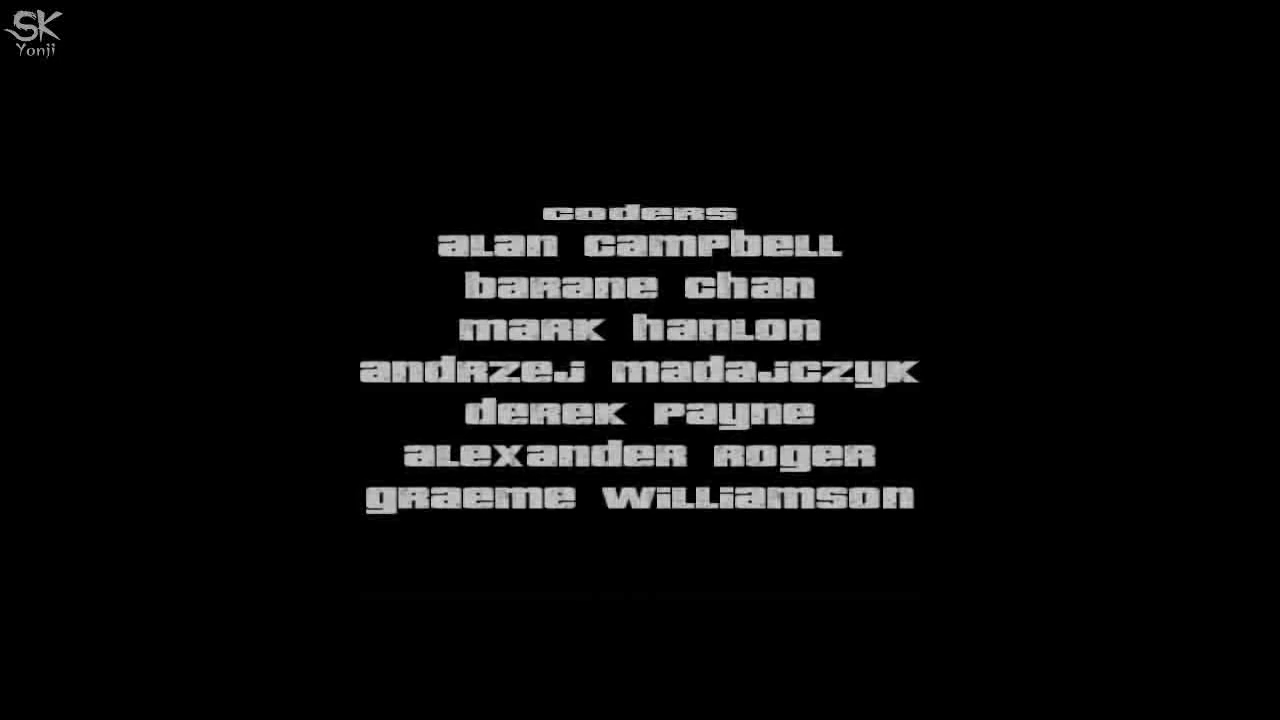 SK
Yonji
CODERS
ALAN CAMPBELL
BARANE CHAN
MARK HANLON
ANDRZEJ MADAJCZYK
DEREK PAYNE
ALEXANDER ROGER
GRAEME WILLIAMSON